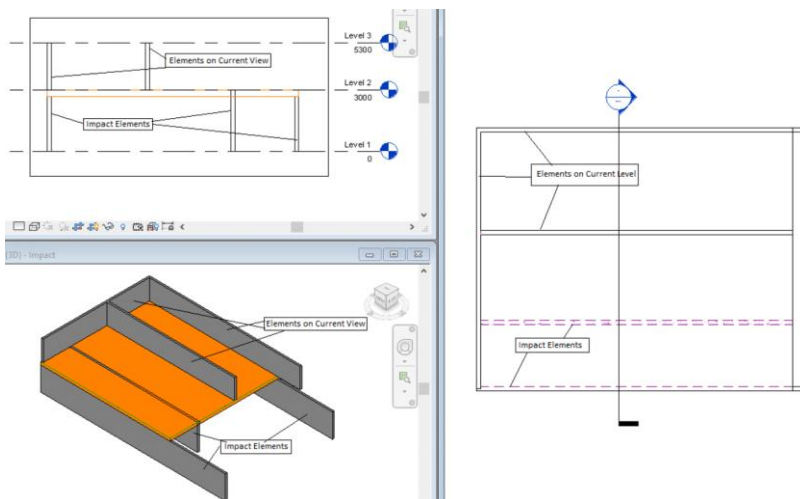 Level 3
5300
Elements on Current View
Level 2
3000
Impact Elements
Level 1
0
(3D) - Impact
Elements on Current View
Impact Elements
Elements on Current Level
Impact Elements